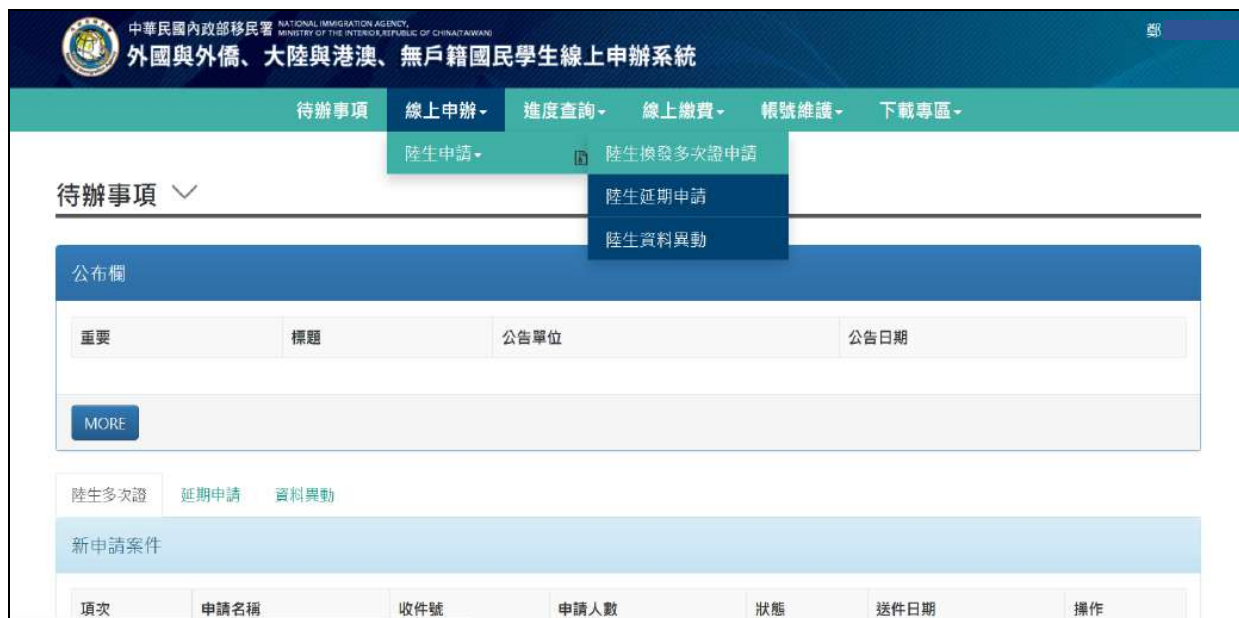 中華民國內政部移民署 NATIONAL IMMIGRATION AGENCY,
MINISTRY OF THE INTERIOR,REPUBLIC OF CHINA(TAIWAN)
外國與外僑、大陸與港澳、無戶籍國民學生線上申辦系統
鄭
待辦事項 線上申辦 進度查詢 線上繳費 帳號維護 下載專區
陸生申請 陸生換發多次證申請
陸生延期申請
陸生資料異動
待辦事項
公布欄
重要 標題 公告單位 公告日期
MORE
陸生多次證 延期申請 資料異動
新申請案件
項次 申請名稱 收件號 申請人數 狀態 送件日期 操作